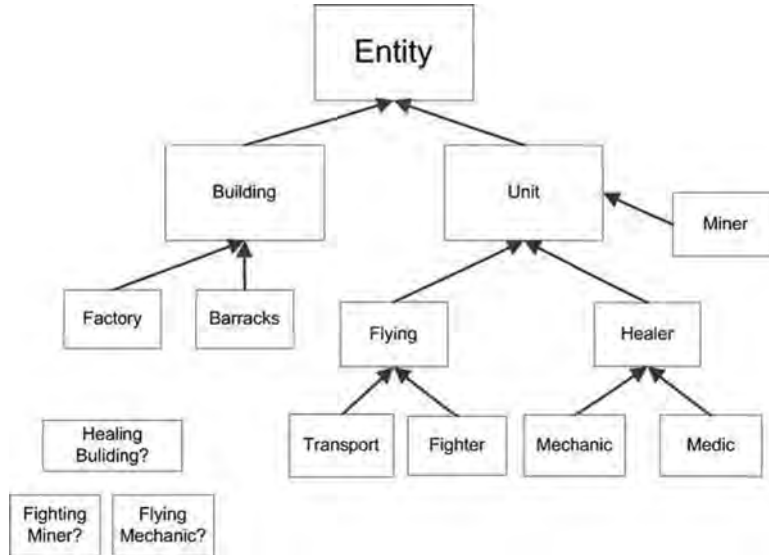 Entity
Building
Unit
Miner
Factory
Barracks
Flying
Healer
Transport
Fighter
Mechanic
Medic
Healing
Buliding?
Fighting
Miner?
Flying
Mechanic?